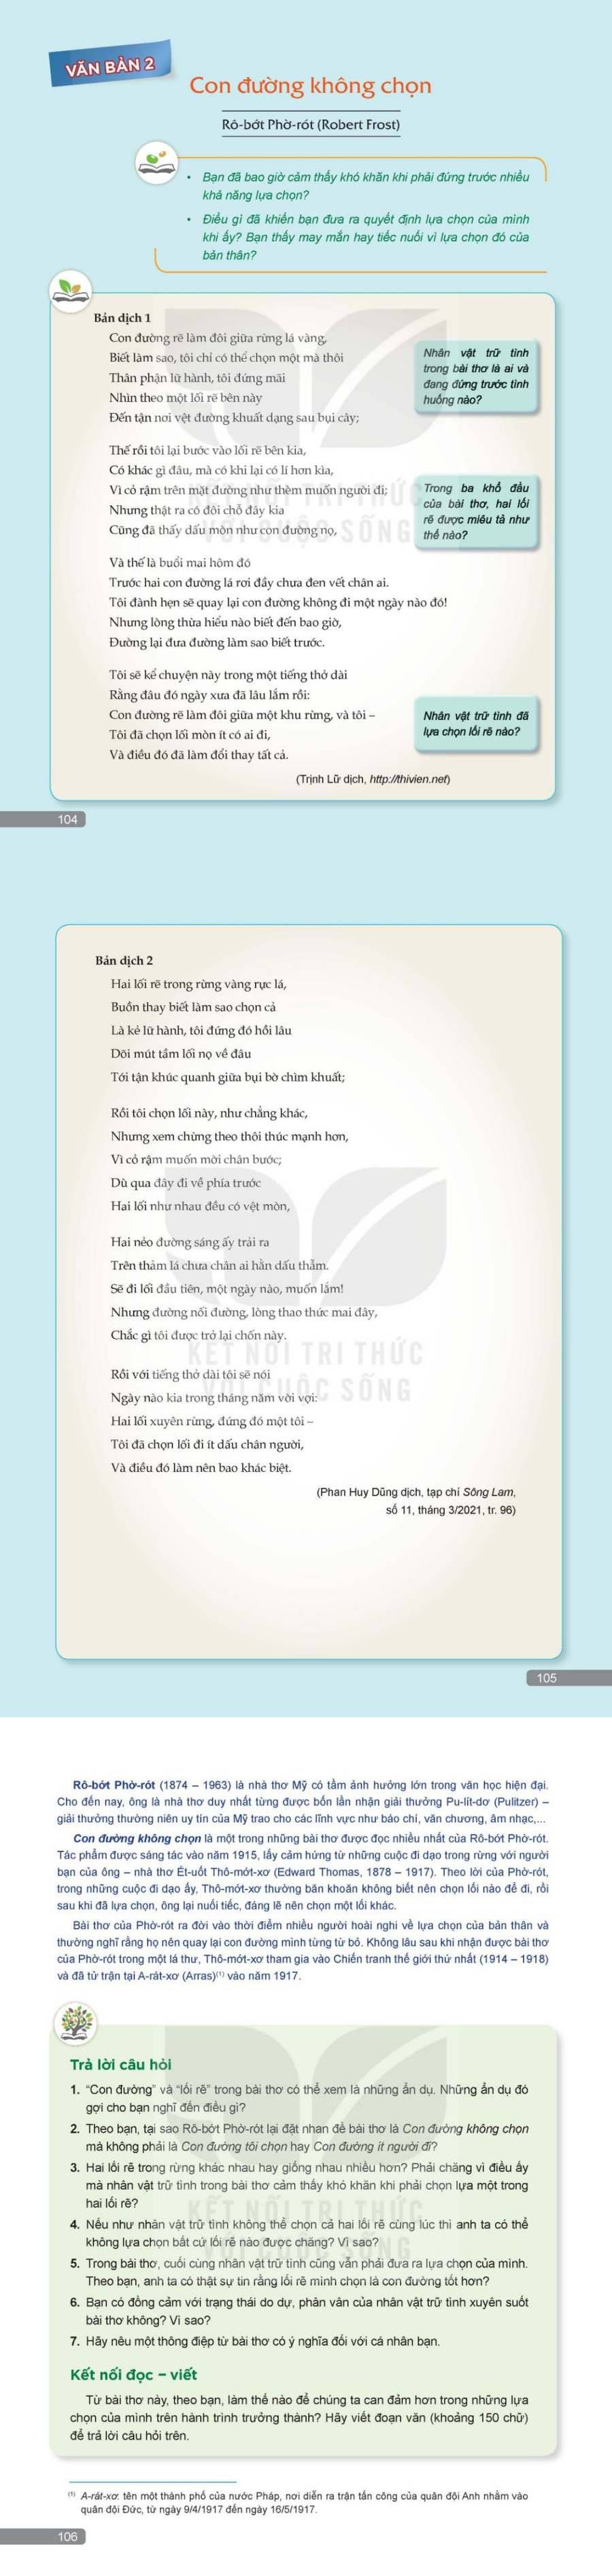 VĂN BẢN 2
Con đường không chọn
Rô-bớt Phờ-rót (Robert Frost)
• Bạn đã bao giờ cảm thấy khó khăn khi phải đứng trước nhiều
khả năng lựa chọn?
• Điều gì đã khiến bạn đưa ra quyết định lựa chọn của mình
khi ấy? Bạn thấy may mắn hay tiếc nuối vì lựa chọn đó của
bản thân?
Bản dịch 1
Con đường rẽ làm đôi giữa rừng lá vàng,
Biết làm sao, tôi chỉ có thể chọn một mà thôi
Thân phận lữ hành, tôi đứng mãi
Nhìn theo một lối rẽ bên này
Đến tận nơi vệt đường khuất dạng sau bụi cây;
Nhân vật trữ tình
trong bài thơ là ai và
đang đứng trước tình
huống nào?
Thế rồi tôi lại bước vào lối rẽ bên kia,
Có khác gì đâu, mà có khi lại có lí hơn kìa,
Vì cỏ rậm trên mặt đường như thèm muốn người đi;
Nhưng thật ra có đôi chỗ đây kia
Cũng đã thấy dấu mòn như con đường nọ,
Trong ba khổ đầu
của bài thơ, hai lối
rẽ được miêu tả như
thế nào?
Và thế là buổi mai hôm đó
Trước hai con đường lá rơi đầy chưa đen vết chân ai.
Tôi đành hẹn sẽ quay lại con đường không đi một ngày nào đó!
Nhưng lòng thừa hiểu nào biết đến bao giờ,
Đường lại đưa đường làm sao biết trước.
Tôi sẽ kể chuyện này trong một tiếng thở dài
Rằng đâu đó ngày xưa đã lâu lắm rồi:
Con đường rẽ làm đôi giữa một khu rừng, và tôi –
Tôi đã chọn lối mòn ít có ai đi,
Và điều đó đã làm đổi thay tất cả.
Nhân vật trữ tình đã
lựa chọn lối rẽ nào?
(Trịnh Lữ dịch, http://thivien.net)
KẾT NỐI TRI THỨC
VỚI CUỘC SỐNG
104
Bản dịch 2
Hai lối rẽ trong rừng vàng rực lá,
Buồn thay biết làm sao chọn cả
Là kẻ lữ hành, tôi đứng đó hồi lâu
Dõi mút tầm lối nọ về đâu
Tới tận khúc quanh giữa bụi bờ chìm khuất;
Rồi tôi chọn lối này, như chẳng khác,
Nhưng xem chừng theo thôi thúc mạnh hơn,
Vì cỏ rậm muốn mời chân bước;
Dù qua đây đi về phía trước
Hai lối như nhau đều có vệt mòn,
Hai nẻo đường sáng ấy trải ra
Trên thảm lá chưa chân ai hằn dấu thẫm.
Sẽ đi lối đầu tiên, một ngày nào, muốn lắm!
Nhưng đường nối đường, lòng thao thức mai đây,
Chắc gì tôi được trở lại chốn này.
Rồi với tiếng thở dài tôi sẽ nói
Ngày nào kia trong tháng năm vời vợi:
Hai lối xuyên rừng, đứng đó một tôi –
Tôi đã chọn lối đi ít dấu chân người,
Và điều đó làm nên bao khác biệt.
(Phan Huy Dũng dịch, tạp chí Sông Lam,
số 11, tháng 3/2021, tr. 96)
KẾT NỐI TRI THỨC
VỚI CUỘC SỐNG
105
Rô-bớt Phờ-rót (1874 – 1963) là nhà thơ Mỹ có tầm ảnh hưởng lớn trong văn học hiện đại.
Cho đến nay, ông là nhà thơ duy nhất từng được bốn lần nhận giải thưởng Pu-lít-dơ (Pulitzer) –
giải thưởng thường niên uy tín của Mỹ trao cho các lĩnh vực như báo chí, văn chương, âm nhạc,...
Con đường không chọn là một trong những bài thơ được đọc nhiều nhất của Rô-bớt Phờ-rót.
Tác phẩm được sáng tác vào năm 1915, lấy cảm hứng từ những cuộc đi dạo trong rừng với người
bạn của ông – nhà thơ Ét-uốt Thô-mớt-xơ (Edward Thomas, 1878 – 1917). Theo lời của Phờ-rót,
trong những cuộc đi dạo ấy, Thô-mớt-xơ thường băn khoăn không biết nên chọn lối nào để đi, rồi
sau khi đã lựa chọn, ông lại nuối tiếc, đáng lẽ nên chọn một lối khác.
Bài thơ của Phờ-rót ra đời vào thời điểm nhiều người hoài nghi về lựa chọn của bản thân và
thường nghĩ rằng họ nên quay lại con đường mình từng từ bỏ. Không lâu sau khi nhận được bài thơ
của Phờ-rót trong một lá thư, Thô-mớt-xơ tham gia vào Chiến tranh thế giới thứ nhất (1914 – 1918)
và đã tử trận tại A-rát-xơ (Arras)(1) vào năm 1917.
Trả lời câu hỏi
1. “Con đường” và “lối rẽ” trong bài thơ có thể xem là những ẩn dụ. Những ẩn dụ đó
gợi cho bạn nghĩ đến điều gì?
2. Theo bạn, tại sao Rô-bớt Phờ-rót lại đặt nhan đề bài thơ là Con đường không chọn
mà không phải là Con đường tôi chọn hay Con đường ít người đi?
3. Hai lối rẽ trong rừng khác nhau hay giống nhau nhiều hơn? Phải chăng vì điều ấy
mà nhân vật trữ tình trong bài thơ cảm thấy khó khăn khi phải chọn lựa một trong
hai lối rẽ?
4. Nếu như nhân vật trữ tình không thể chọn cả hai lối rẽ cùng lúc thì anh ta có thể
không lựa chọn bất cứ lối rẽ nào được chăng? Vì sao?
5. Trong bài thơ, cuối cùng nhân vật trữ tình cũng vẫn phải đưa ra lựa chọn của mình.
Theo bạn, anh ta có thật sự tin rằng lối rẽ mình chọn là con đường tốt hơn?
6. Bạn có đồng cảm với trạng thái do dự, phân vân của nhân vật trữ tình xuyên suốt
bài thơ không? Vì sao?
7. Hãy nêu một thông điệp từ bài thơ có ý nghĩa đối với cá nhân bạn.
KẾT NỐI TRI THỨC
VỚI CUỘC SỐNG
Kết nối đọc – viết
Từ bài thơ này, theo bạn, làm thế nào để chúng ta can đảm hơn trong những lựa
chọn của mình trên hành trình trưởng thành? Hãy viết đoạn văn (khoảng 150 chữ)
để trả lời câu hỏi trên.
(1) A-rát-xơ: tên một thành phố của nước Pháp, nơi diễn ra trận tấn công của quân đội Anh nhằm vào
quân đội Đức, từ ngày 9/4/1917 đến ngày 16/5/1917.
106